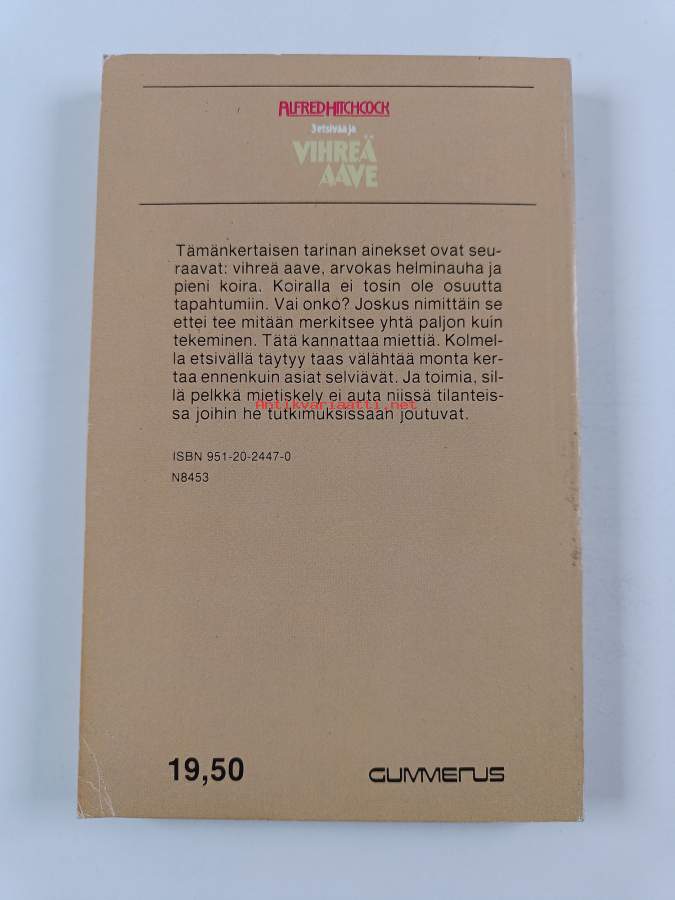 ALFRED HITCHCOCK
3 etsivää ja
VIHREÄ
AAVE
Tämänkertaisen tarinan ainekset ovat seu-
raavat: vihreä aave, arvokas helminauha ja
pieni koira. Koiralla ei tosin ole osuutta
tapahtumiin. Vai onko? Joskus nimittäin se
ettei tee mitään merkitsee yhtä paljon kuin
tekeminen. Tätä kannattaa miettiä. Kolmel-
la etsivällä täytyy taas välähtää monta ker-
taa ennenkuin asiat selviävät. Ja toimia, sil-
lä pelkkä mietiskely ei auta niissä tilanteis-
Antikvariaatti.net
sa joihin he tutkimuksissaan joutuvat.
ISBN 951-20-2447-0
N8453
19,50 GUMMERUS